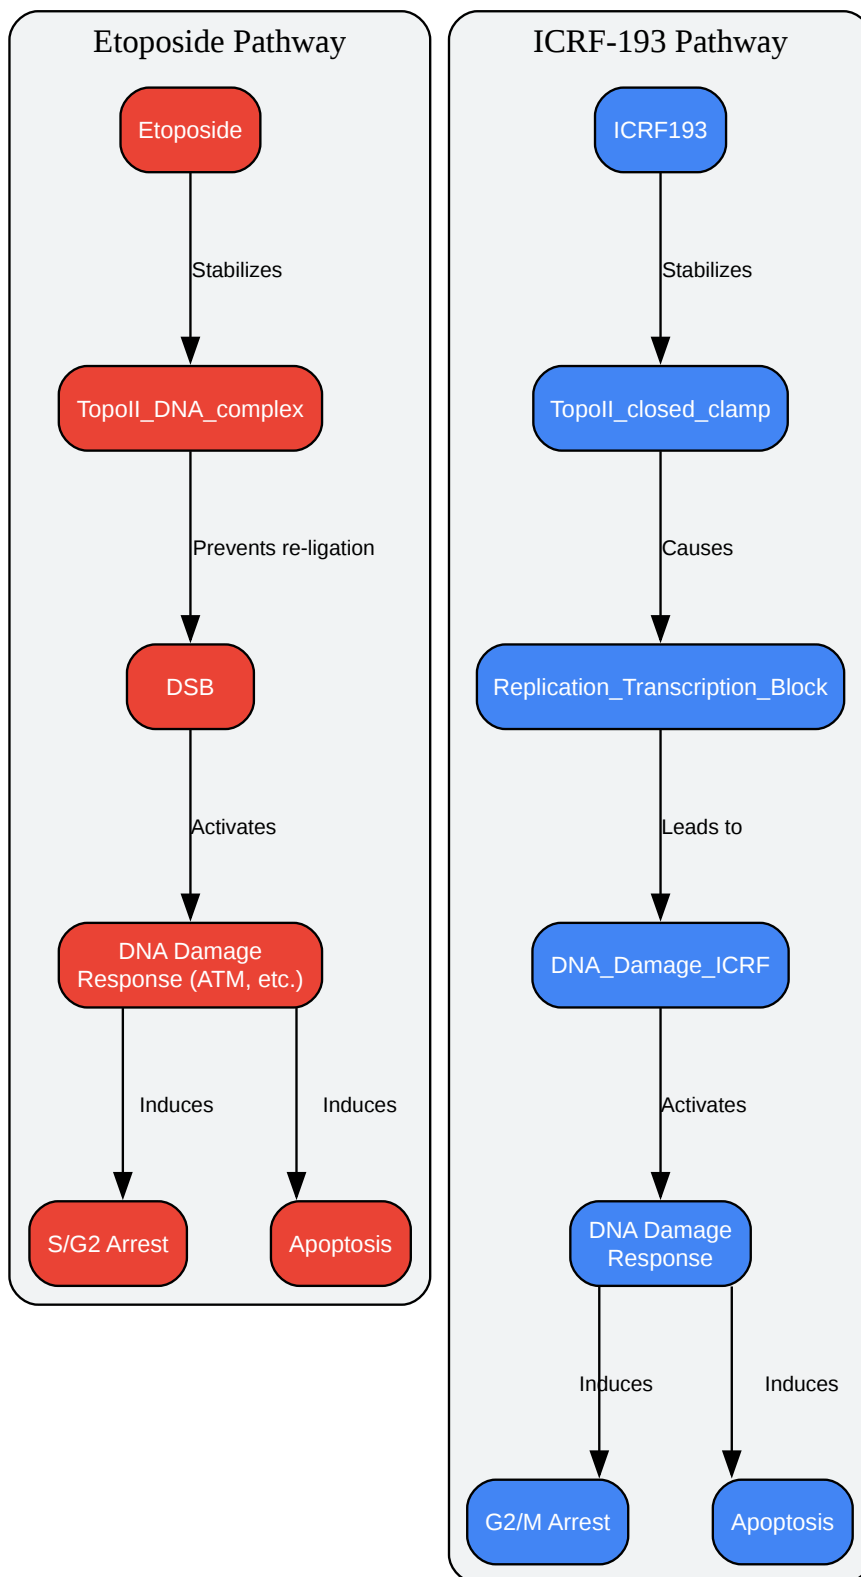 Etoposide Pathway
Etoposide
Stabilizes
TopoII_DNA_complex
Prevents re-ligation
DSB
Activates
DNA Damage
Response (ATM, etc.)
Induces
Induces
S/G2 Arrest
Apoptosis
ICRF-193 Pathway
ICRF193
Stabilizes
TopoII_closed_clamp
Causes
Replication_Transcription_Block
Leads to
DNA_Damage_ICRF
Activates
DNA Damage
Response
Induces
Induces
G2/M Arrest
Apoptosis